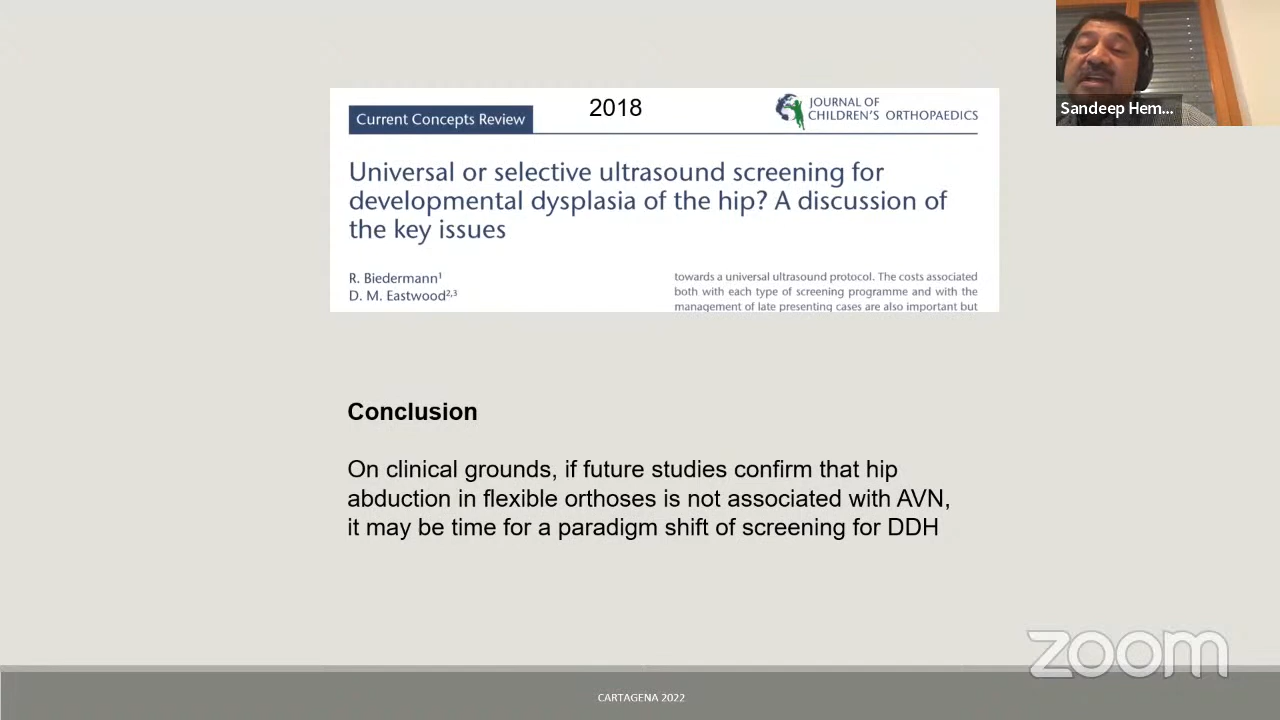 Sandeep Hem...
2018
Current Concepts Review
JOURNAL OF
CHILDREN'S ORTHOPAEDICS
Universal or selective ultrasound screening for
developmental dysplasia of the hip? A discussion of
the key issues
R. Biedermann¹
D. M. Eastwood²,³
towards a universal ultrasound protocol. The costs associated
both with each type of screening programme and with the
management of late presenting cases are also important but
Conclusion
On clinical grounds, if future studies confirm that hip
abduction in flexible orthoses is not associated with AVN,
it may be time for a paradigm shift of screening for DDH
zoom
CARTAGENA 2022